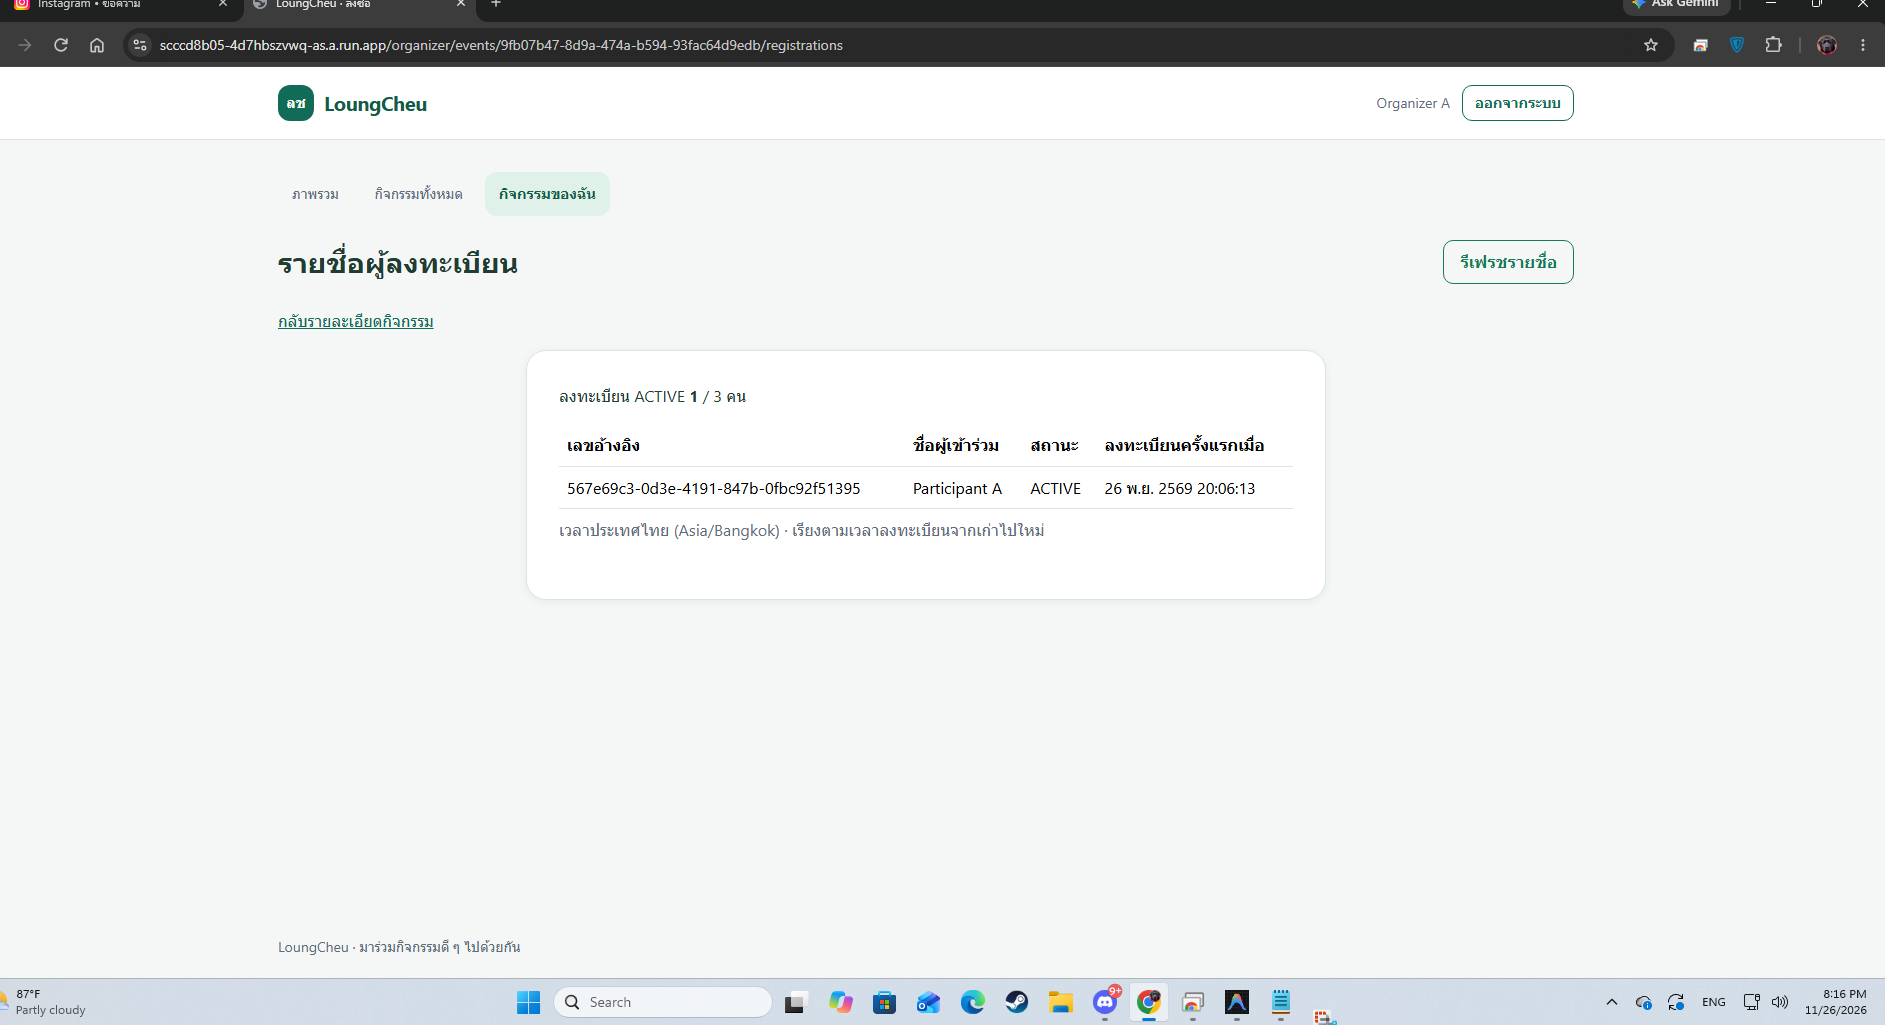 Instagram • ข้อความ
LoungCheu · ลงชื่อ
Ask Gemini
scccd8b05-4d7hbszvwq-as.a.run.app/organizer/events/9fb07b47-8d9a-474a-b594-93fac64d9edb/registrations
ลช LoungCheu
Organizer A ออกจากระบบ
ภาพรวม กิจกรรมทั้งหมด กิจกรรมของฉัน
รายชื่อผู้ลงทะเบียน
รีเฟรชรายชื่อ
กลับรายละเอียดกิจกรรม
ลงทะเบียน ACTIVE 1 / 3 คน
เลขอ้างอิง ชื่อผู้เข้าร่วม สถานะ ลงทะเบียนครั้งแรกเมื่อ
567e69c3-0d3e-4191-847b-0fbc92f51395 Participant A ACTIVE 26 พ.ย. 2569 20:06:13
เวลาประเทศไทย (Asia/Bangkok) · เรียงตามเวลาลงทะเบียนจากเก่าไปใหม่
LoungCheu · มาร่วมกิจกรรมดี ๆ ไปด้วยกัน
87°F
Partly cloudy
Search
9+
ENG
8:16 PM
11/26/2026